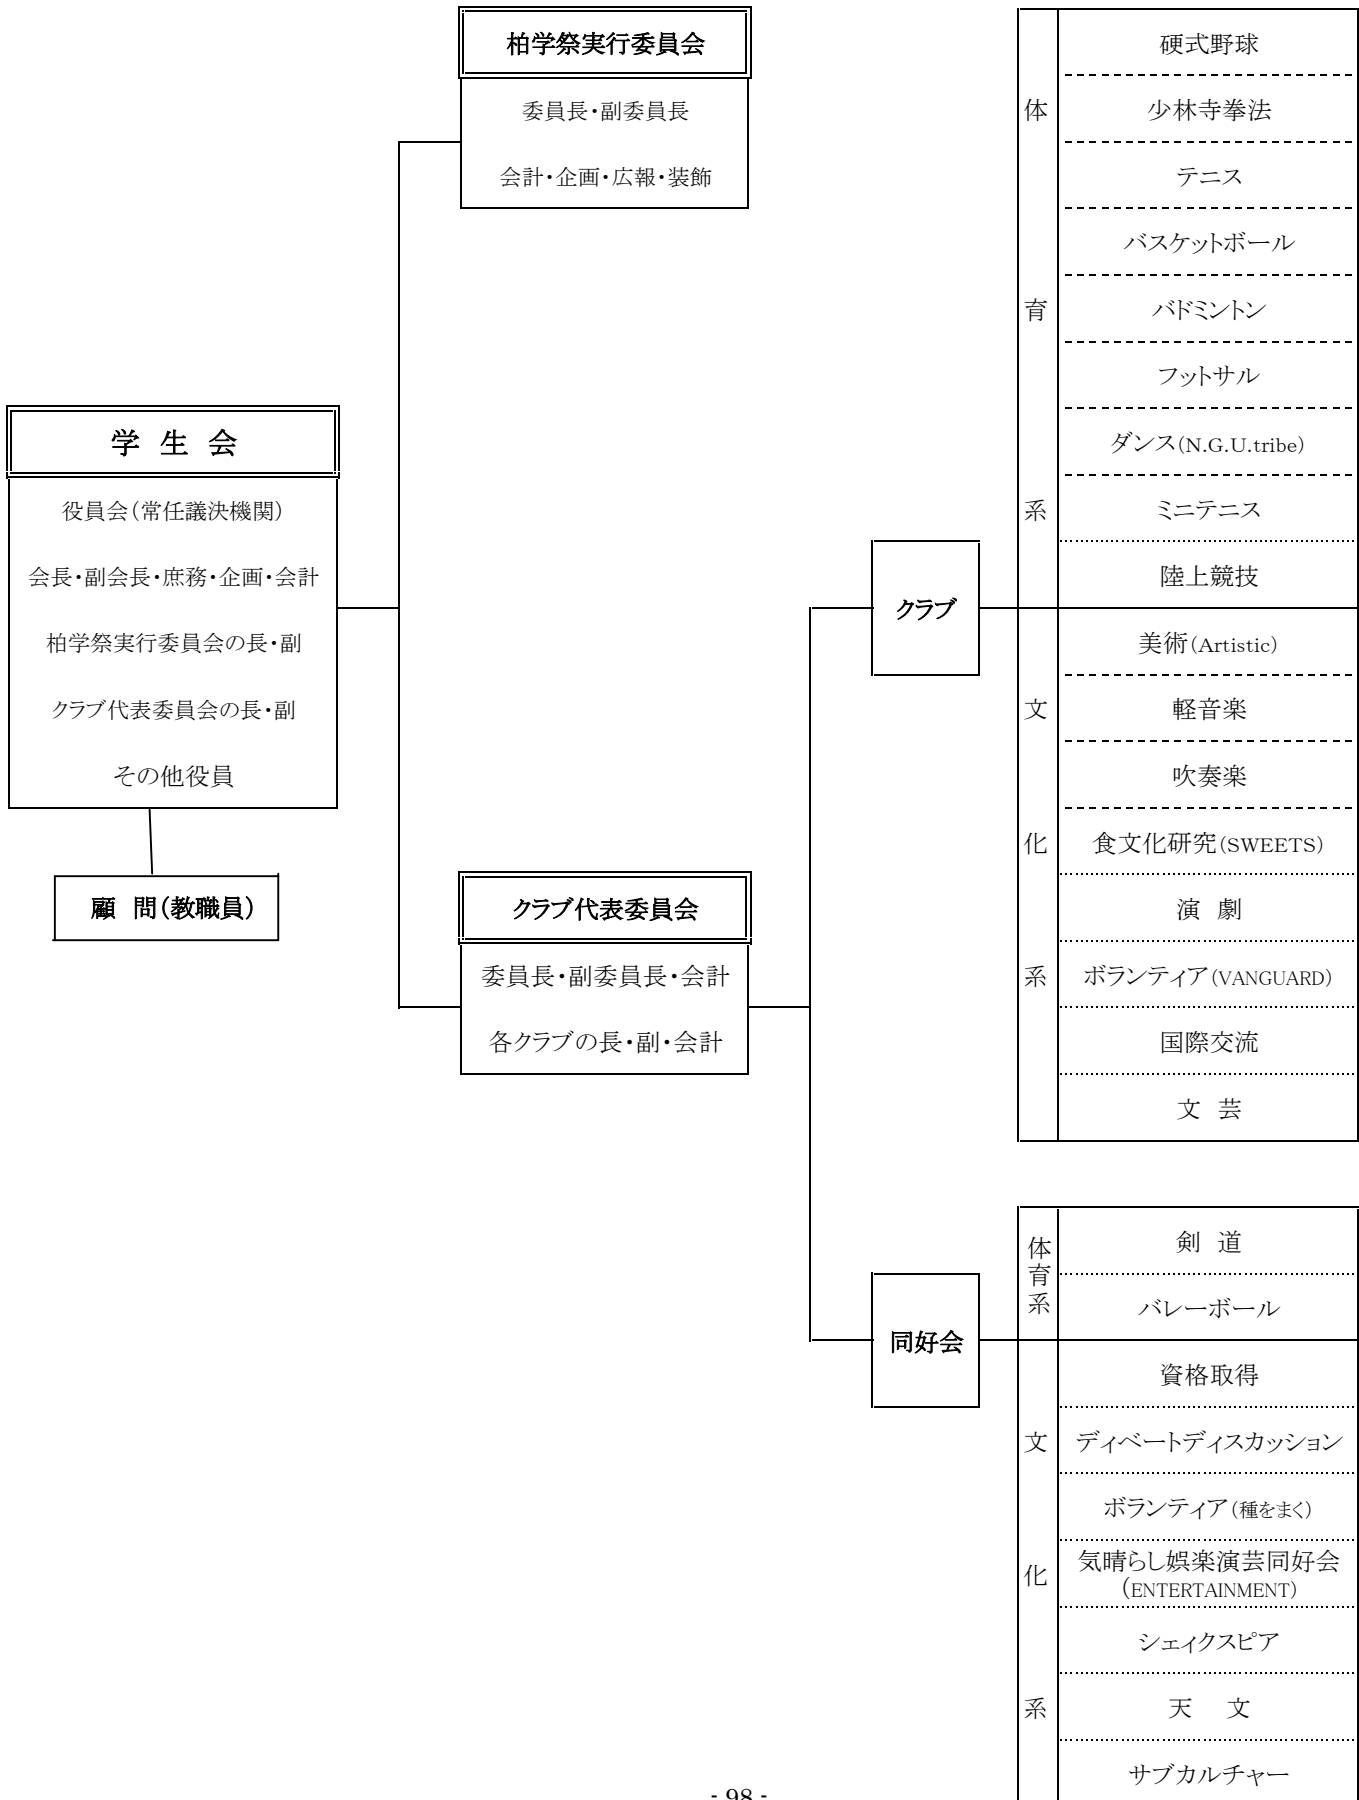 柏学祭実行委員会
委員長・副委員長
会計・企画・広報・装飾
学 生 会
役員会（常任議決機関）
会長・副会長・庶務・企画・会計
柏学祭実行委員会の長・副
クラブ代表委員会の長・副
その他役員
顧 問（教職員）
クラブ代表委員会
委員長・副委員長・会計
各クラブの長・副・会計
クラブ
体育系
硬式野球
少林寺拳法
テニス
バスケットボール
バドミントン
フットサル
ダンス(N.G.U.tribe)
ミニテニス
陸上競技
文化系
美術(Artistic)
軽音楽
吹奏楽
食文化研究(SWEETS)
演 劇
ボランティア(VANGUARD)
国際交流
文 芸
同好会
体育系
剣 道
バレーボール
文化系
資格取得
ディベートディスカッション
ボランティア(種をまく)
気晴らし娯楽演芸同好会
(ENTERTAINMENT)
シェィクスピア
天 文
サブカルチャー
- 98 -